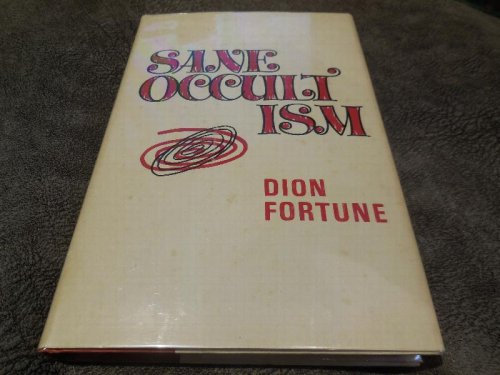 SANE
OCCULT
ISM
DION
FORTUNE